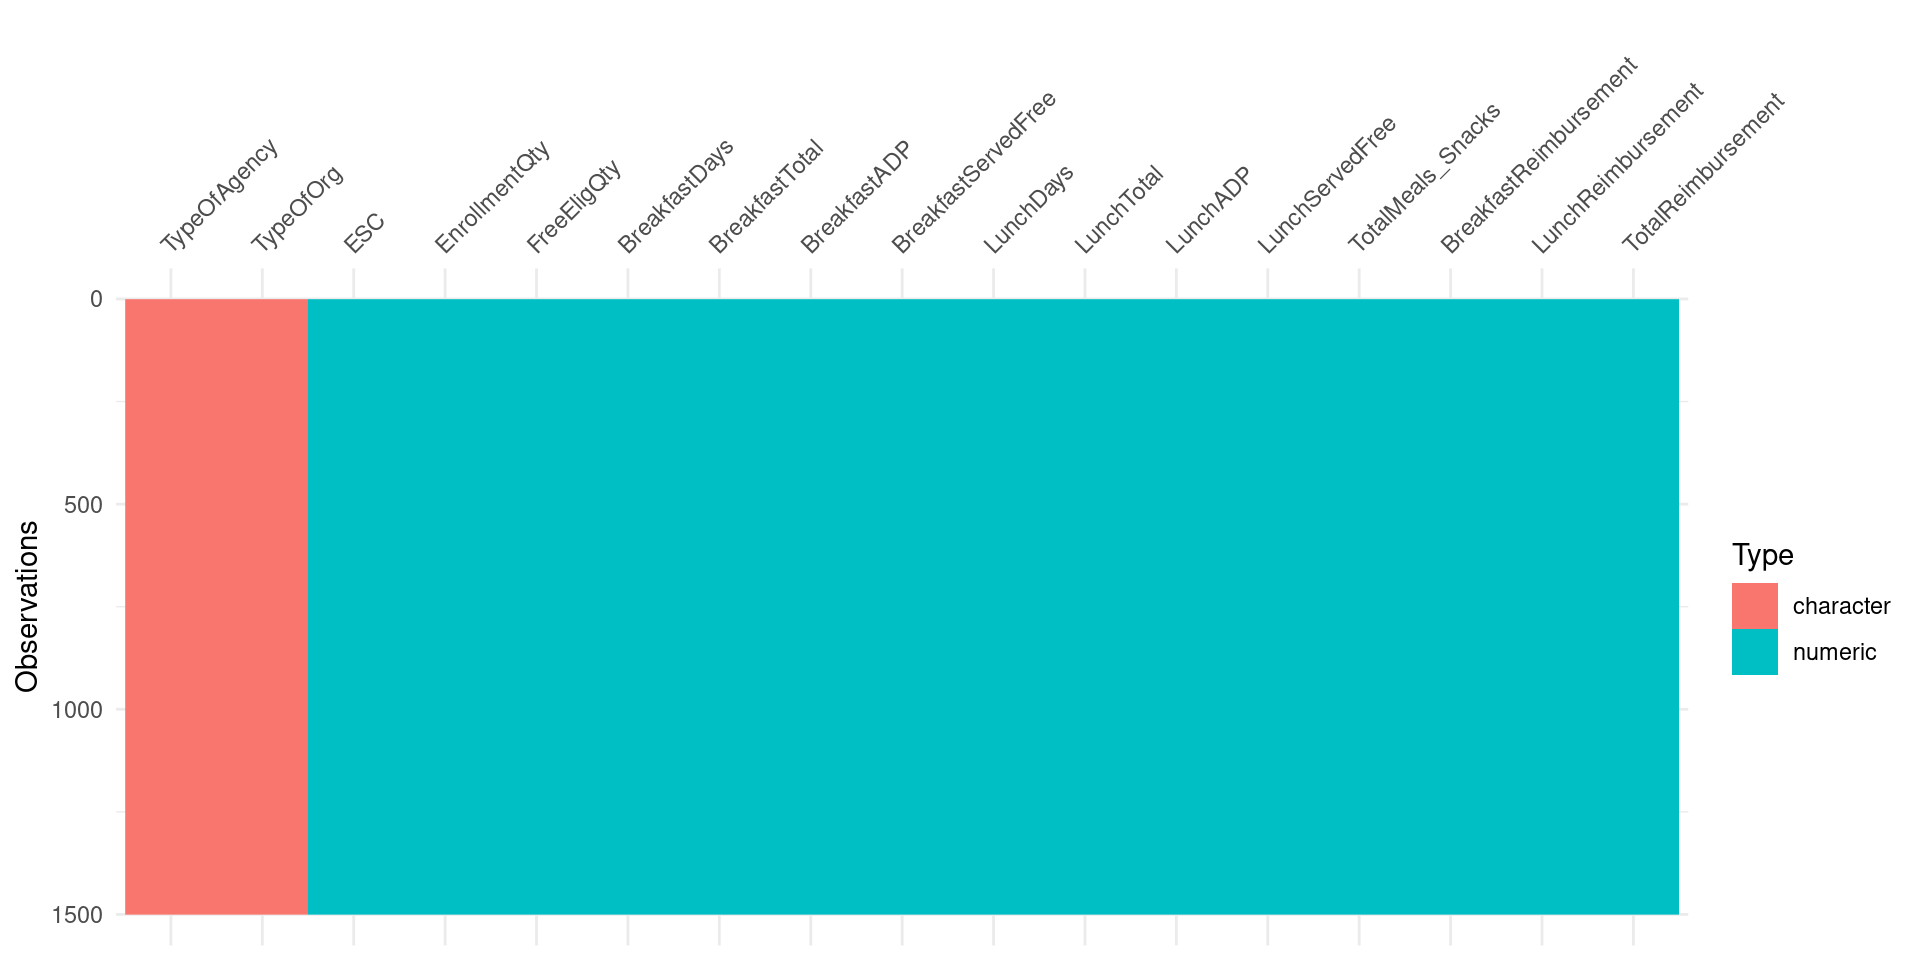 TypeOfAgency
TypeOfOrg
ESC
EnrollmentQty
FreeEligQty
BreakfastDays
BreakfastTotal
BreakfastADP
BreakfastServedFree
LunchDays
LunchTotal
LunchADP
LunchServedFree
TotalMeals_Snacks
BreakfastReimbursement
LunchReimbursement
TotalReimbursement
0
500
1000
1500
Observations
Type
character
numeric